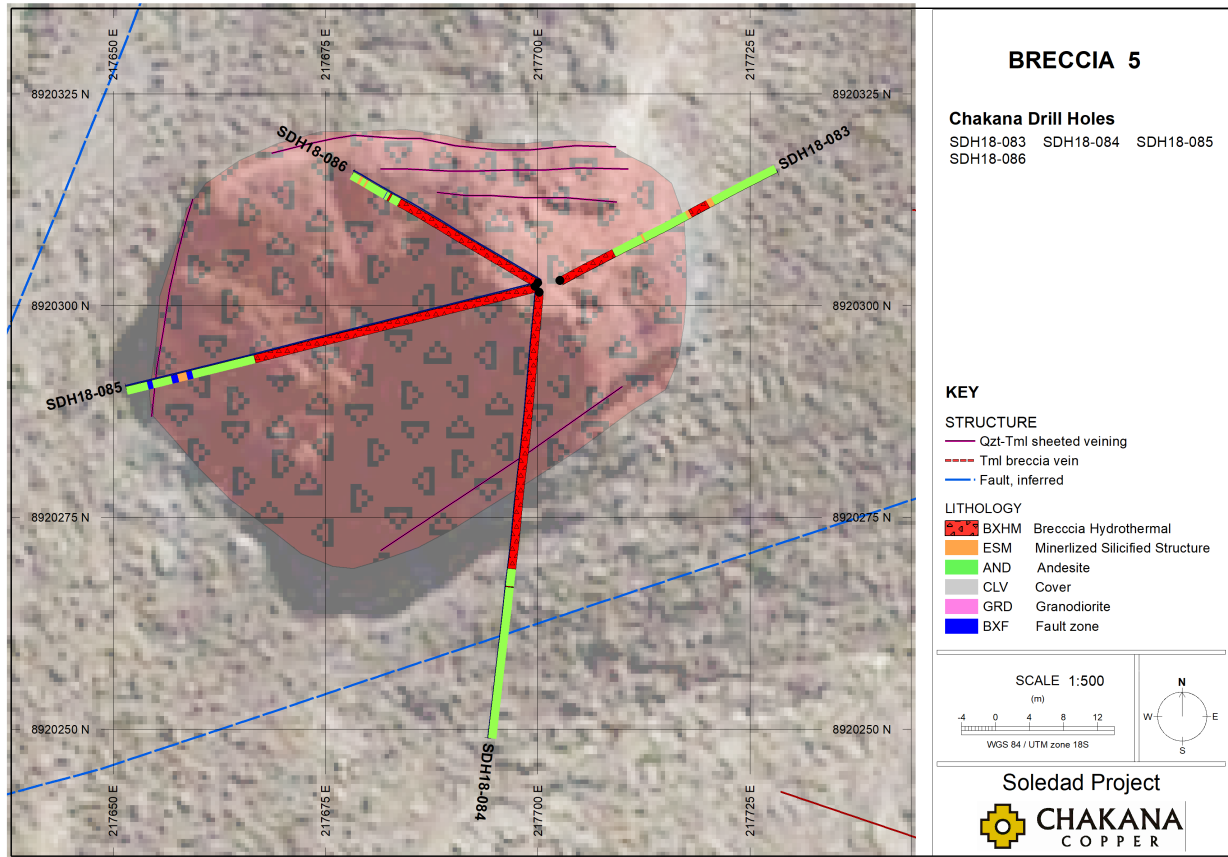 BRECCIA 5
Chakana Drill Holes
SDH18-083 SDH18-084 SDH18-085
SDH18-086
217650 E
217675 E
217700 E
217725 E
8920325 N
8920325 N
SDH18-086
SDH18-083
8920300 N
8920300 N
SDH18-085
8920275 N
8920275 N
8920250 N
8920250 N
SDH18-084
217650 E
217675 E
217700 E
217725 E
KEY
STRUCTURE
Qzt-Tml sheeted veining
Tml breccia vein
Fault, inferred
LITHOLOGY
BXHM Brecccia Hydrothermal
ESM Minerlized Silicified Structure
AND Andesite
CLV Cover
GRD Granodiorite
BXF Fault zone
SCALE 1:500
(m)
-4 0 4 8 12
WGS 84 / UTM zone 18S
N
W E
S
Soledad Project
CHAKANA
COPPER